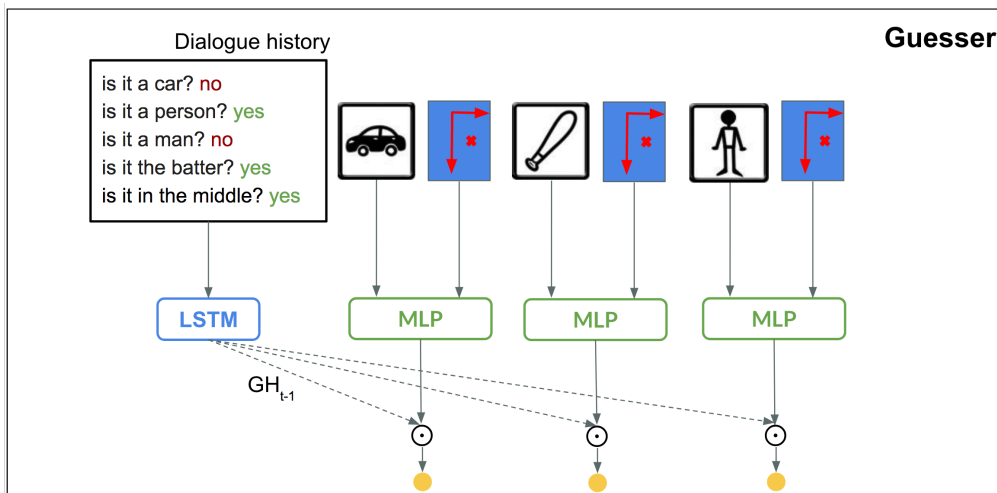 Guesser
Dialogue history
is it a car? no
is it a person? yes
is it a man? no
is it the batter? yes
is it in the middle? yes
LSTM
MLP
MLP
MLP
GHt-1